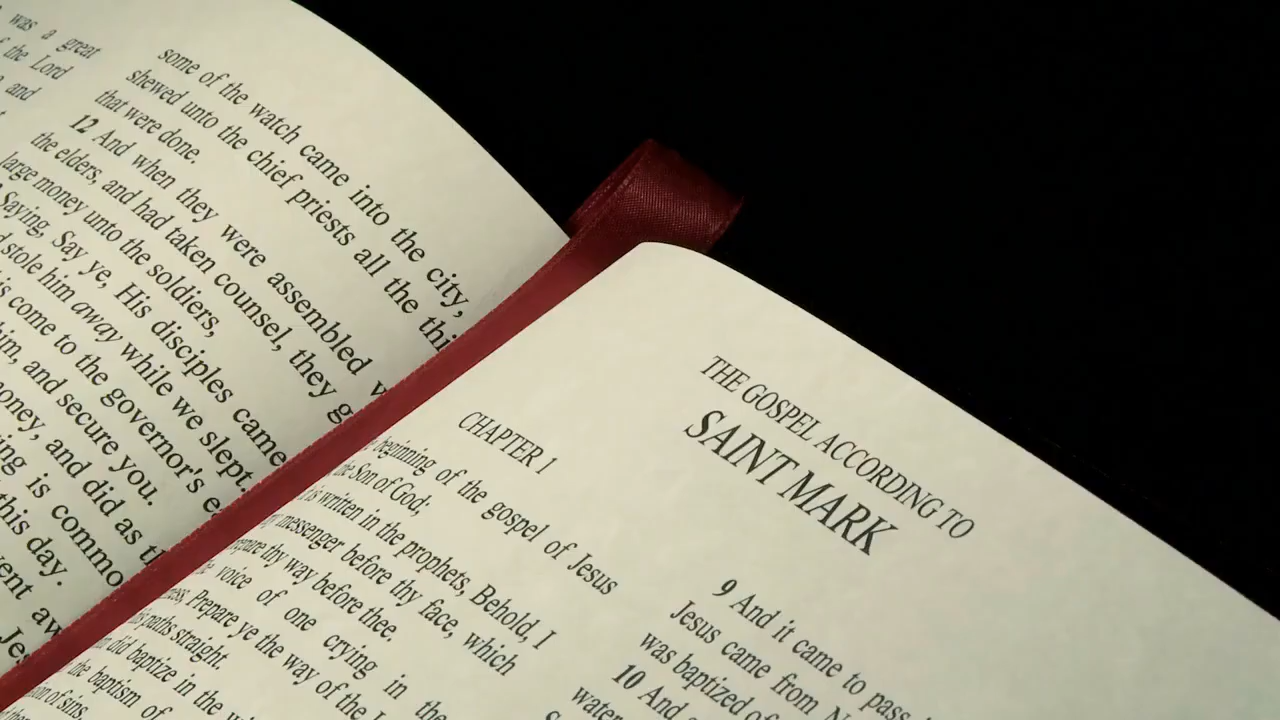 was a great
the Lord
and
some of the watch came into the city,
shewed unto the chief priests all the
that were done.
12 And when they were assembled
the elders, and had taken counsel, they
large money unto the soldiers,
Saying, Say ye, His disciples came
stole him away while we slept.
come to the governor's
him, and secure you.
money, and did as
is
this day.
THE GOSPEL ACCORDING TO
SAINT MARK
CHAPTER 1
beginning of the gospel of Jesus
the Son of God;
is written in the prophets, Behold, I
messenger before thy face, which
thy way before thee,
voice of one crying in the
Prepare ye the way of the
paths straight.
did baptize in the
the baptism of
of sins.
9 And it came to pass
Jesus came from
was baptized of
10 And
water